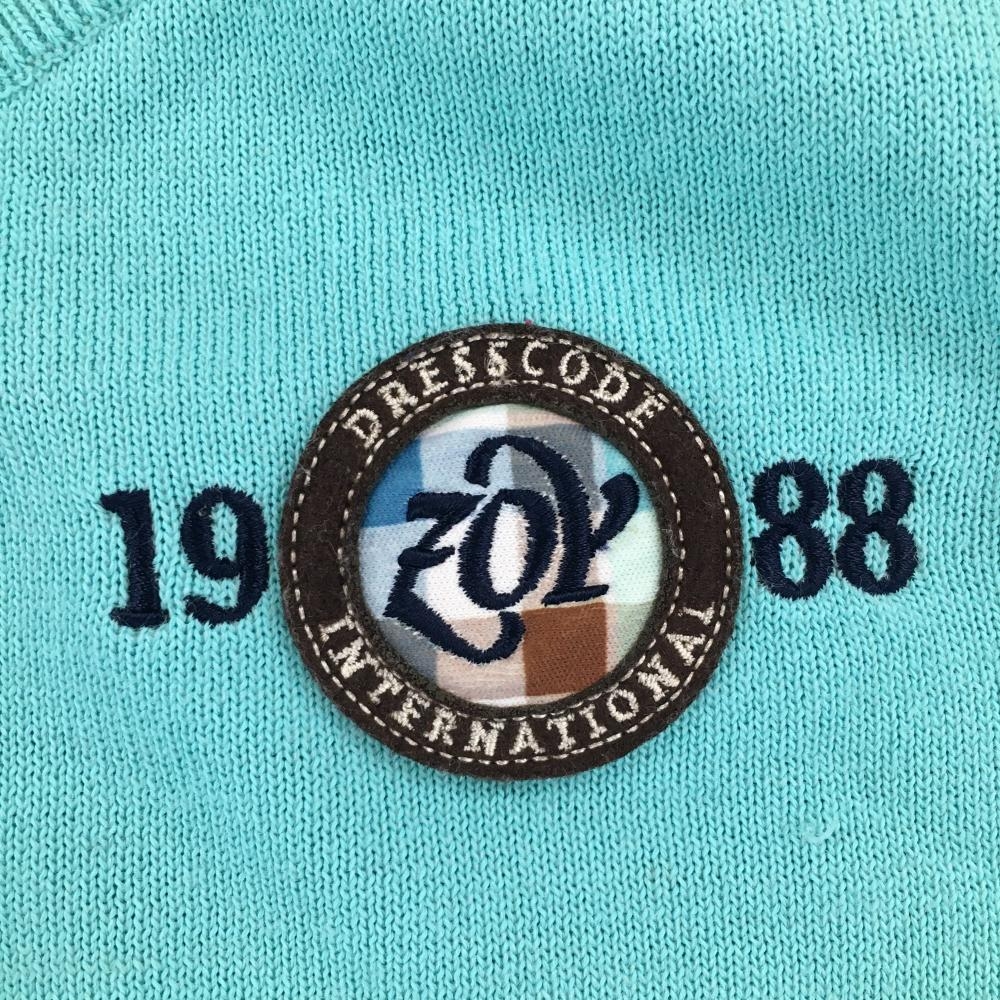 DRESSCODE
19 ZOY 88
INTERNATIONAL